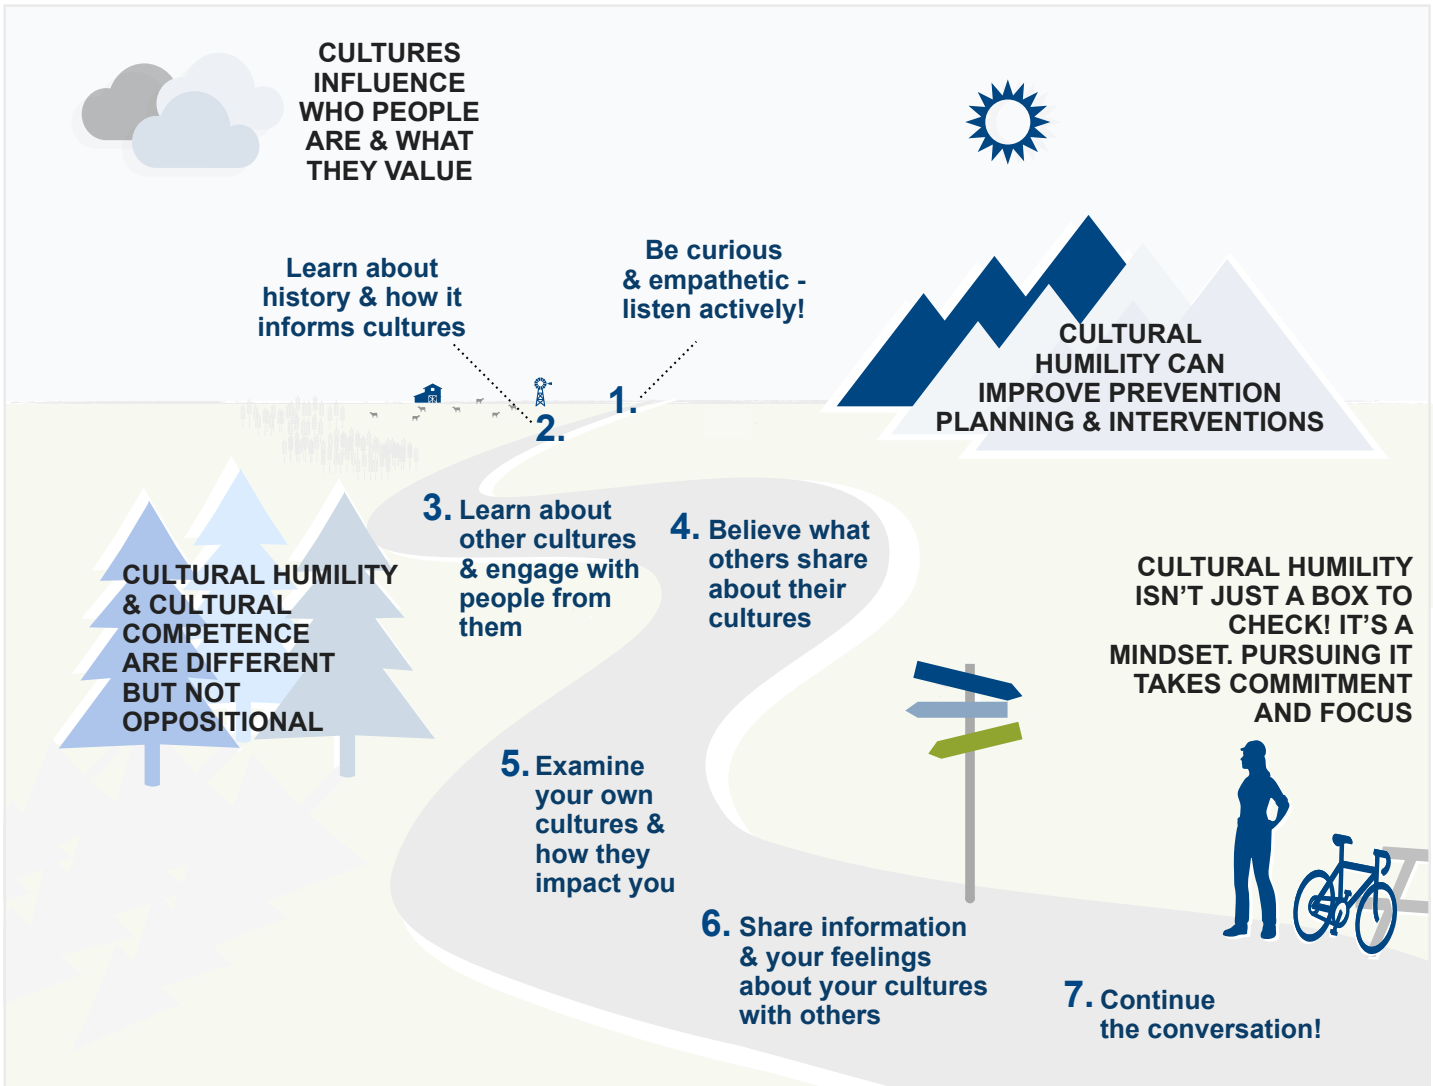 CULTURES
INFLUENCE
WHO PEOPLE
ARE & WHAT
THEY VALUE
Be curious
& empathetic -
listen actively!
1.
Learn about
history & how it
informs cultures
2.
CULTURAL
HUMILITY CAN
IMPROVE PREVENTION
PLANNING & INTERVENTIONS
3. Learn about
other cultures
& engage with
people from
them
4. Believe what
others share
about their
cultures
CULTURAL HUMILITY
& CULTURAL
COMPETENCE
ARE DIFFERENT
BUT NOT
OPPOSITIONAL
CULTURAL HUMILITY
ISN'T JUST A BOX TO
CHECK! IT'S A
MINDSET. PURSUING IT
TAKES COMMITMENT
AND FOCUS
5. Examine
your own
cultures &
how they
impact you
6. Share information
& your feelings
about your cultures
with others
7. Continue
the conversation!